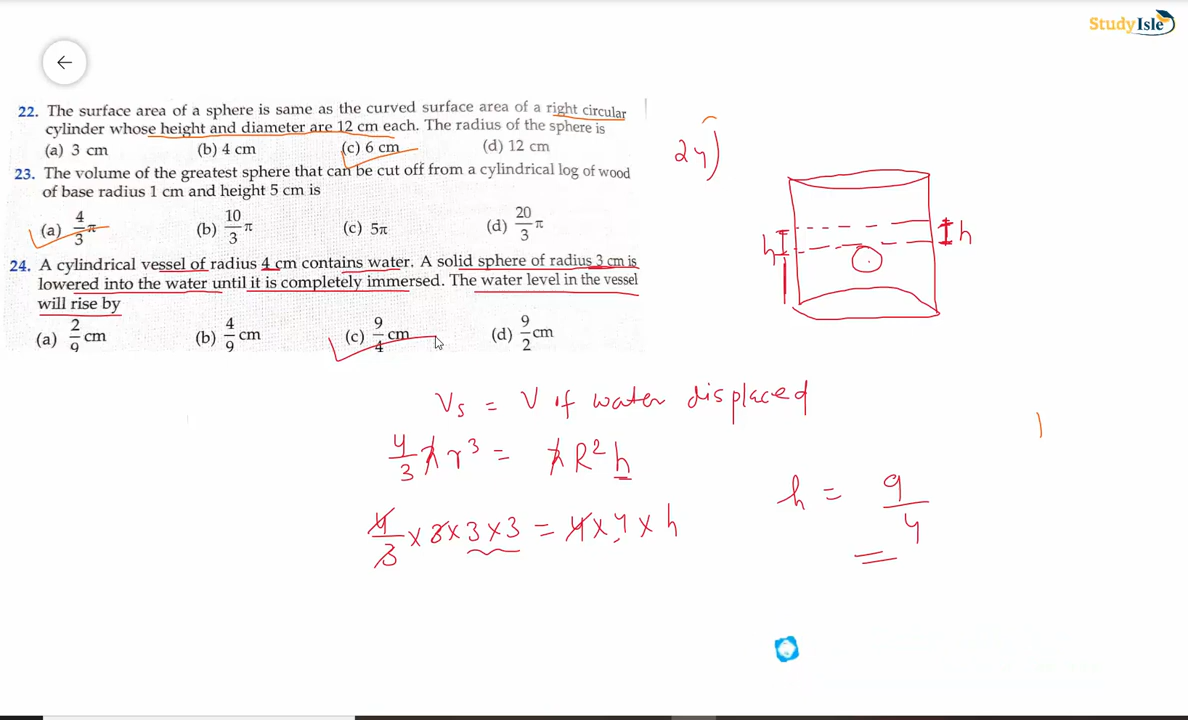 StudyIsle
22. The surface area of a sphere is same as the curved surface area of a right circular
cylinder whose height and diameter are 12 cm each. The radius of the sphere is
(a) 3 cm (b) 4 cm (c) 6 cm (d) 12 cm
23. The volume of the greatest sphere that can be cut off from a cylindrical log of wood
of base radius 1 cm and height 5 cm is
(a) 4/3 π (b) 10/3 π (c) 5π (d) 20/3 π
24. A cylindrical vessel of radius 4 cm contains water. A solid sphere of radius 3 cm is
lowered into the water until it is completely immersed. The water level in the vessel
will rise by
(a) 2/9 cm (b) 4/9 cm (c) 9/4 cm (d) 9/2 cm
24)
h h
Vs = V of water displaced
4/3 π r³ = π R² h
4/3 × 3 × 3 × 3 = 4 × 4 × h
h = 9/4